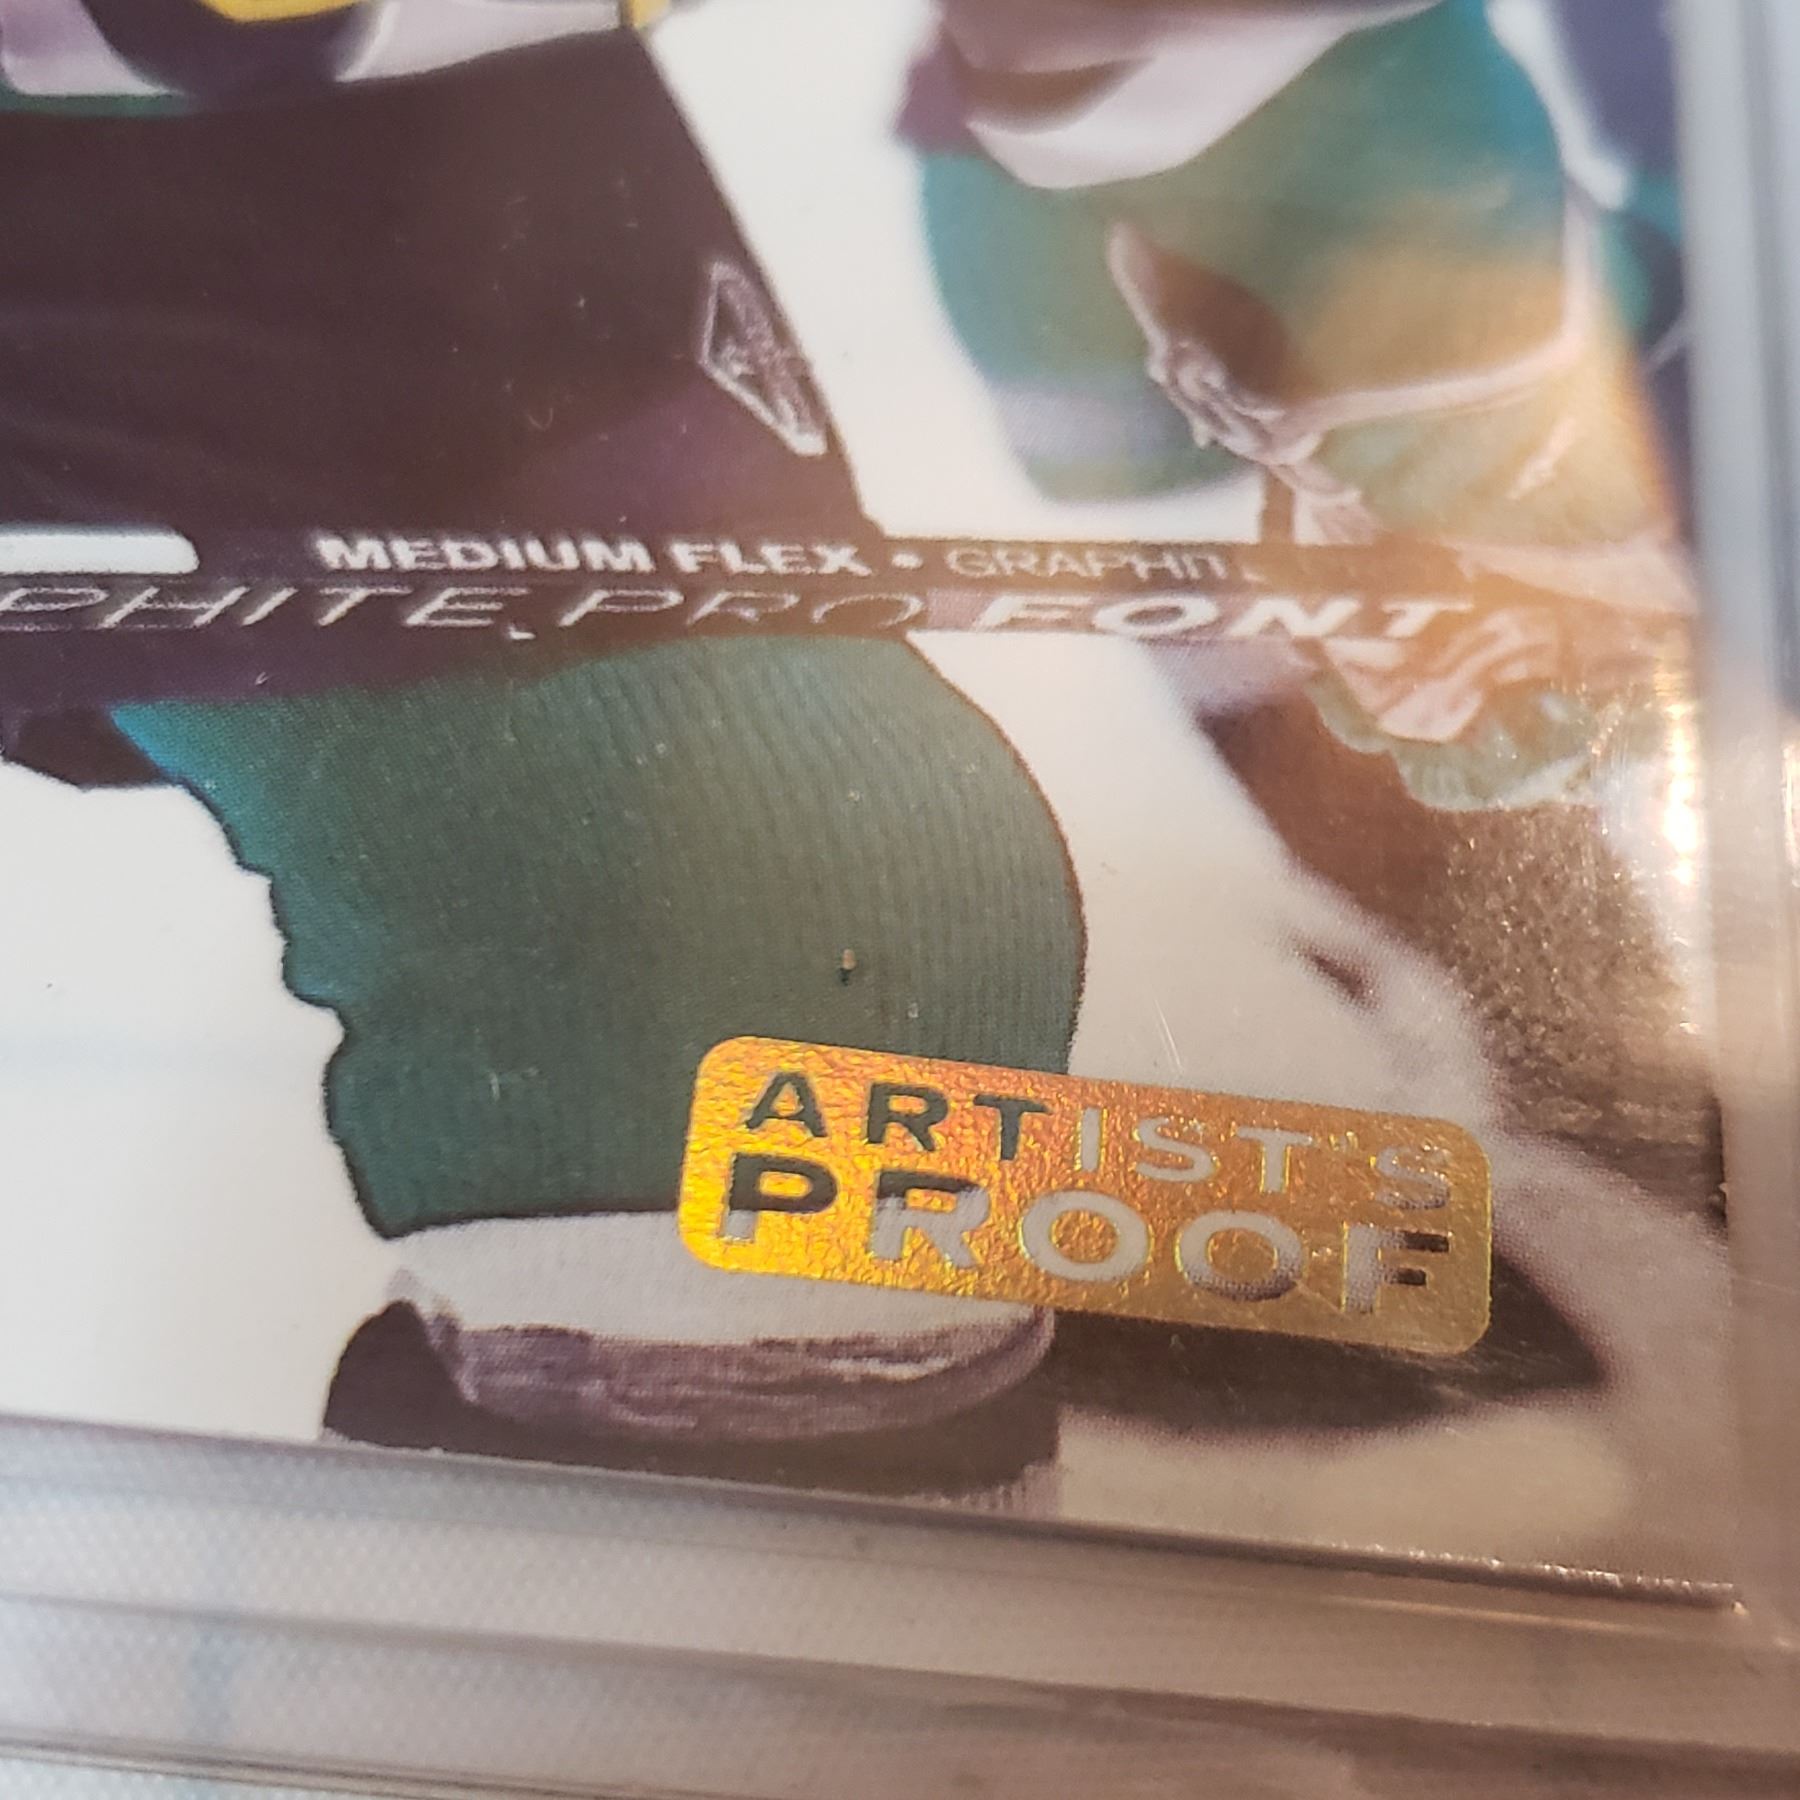 MEDIUM FLEX • GRAPHIT
PHITE PRO FONT
ARTIST'S
PROOF